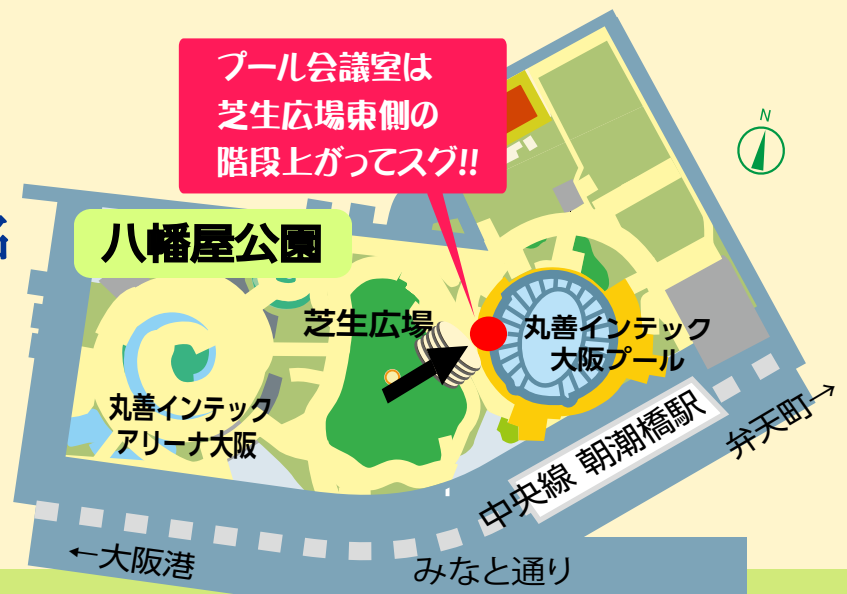 プール会議室は
芝生広場東側の
階段上がってスグ!!
N
八幡屋公園
芝生広場
丸善インテック
大阪プール
丸善インテック
アリーナ大阪
中央線 朝潮橋駅
弁天町→
←大阪港
みなと通り